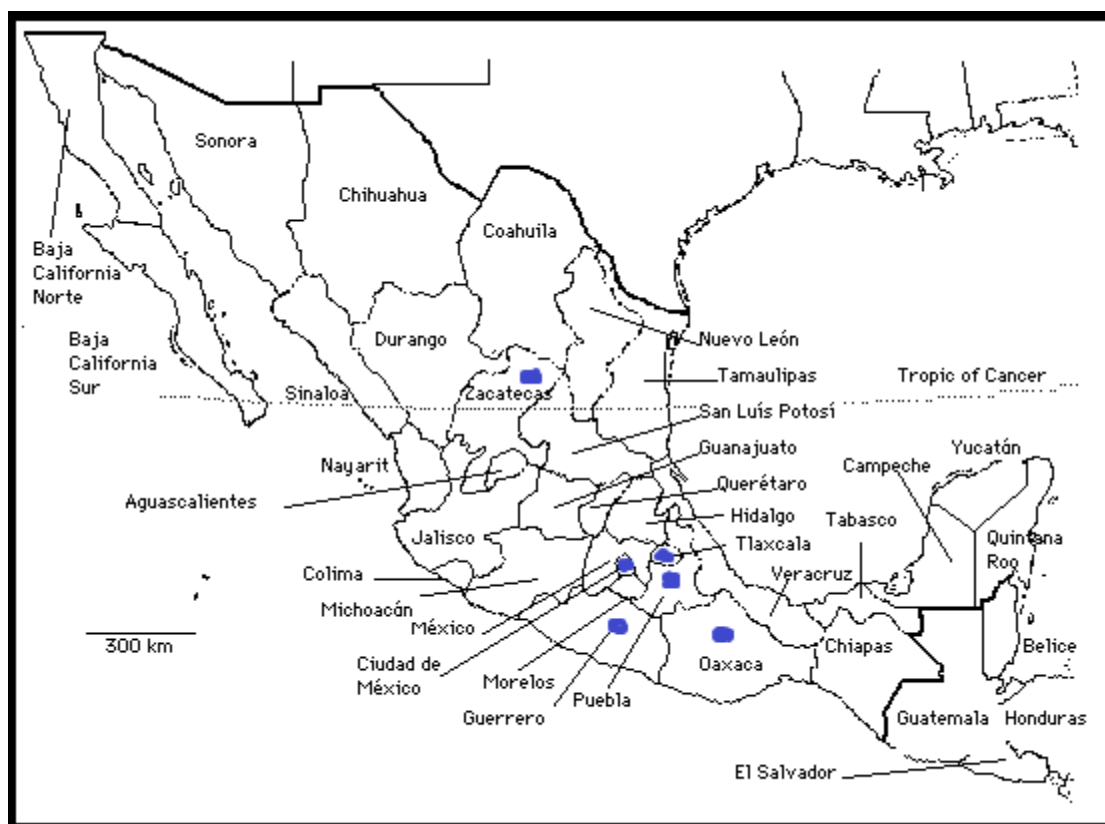 Sonora
Chihuahua
Coahuila
Baja
California
Norte
Durango
Nuevo León
Baja
California
Sur
Sinaloa
Zacatecas
Tamaulipas
Tropic of Cancer
San Luís Potosí
Guanajuato
Yucatán
Nayarit
Campeche
Aguascalientes
Querétaro
Hidalgo
Tabasco
Jalisco
Tlaxcala
Quintana
Roo
Colima
Veracruz
Michoacán
México
300 km
Ciudad de
México
Morelos
Puebla
Oaxaca
Chiapas
Belice
Guerrero
Guatemala
Honduras
El Salvador